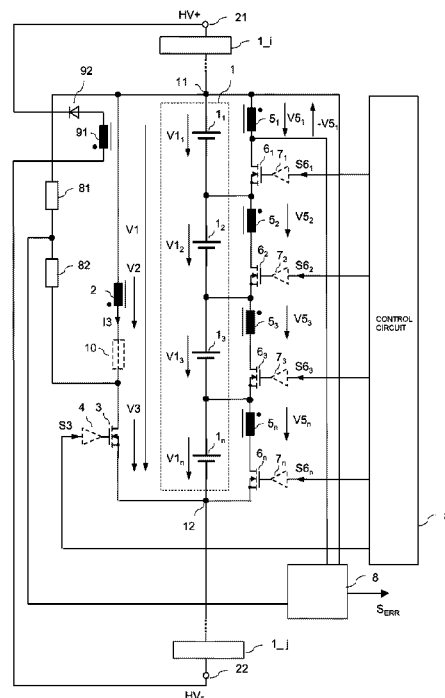 HV+
21
1_i
11
1
92
91
5₁
V5₁
-V5₁
1₁
V1₁
6₁
7₁
S6₁
81
V1
5₂
V5₂
82
V2
2
1₂
V1₂
6₂
7₂
S6₂
I3
5₃
V5₃
CONTROL
CIRCUIT
10
1₃
V1₃
6₃
7₃
S6₃
V3
5ₙ
V5ₙ
4
3
S3
1ₙ
V1ₙ
6ₙ
7ₙ
S6ₙ
12
8
S_ERR
1_j
22
HV-